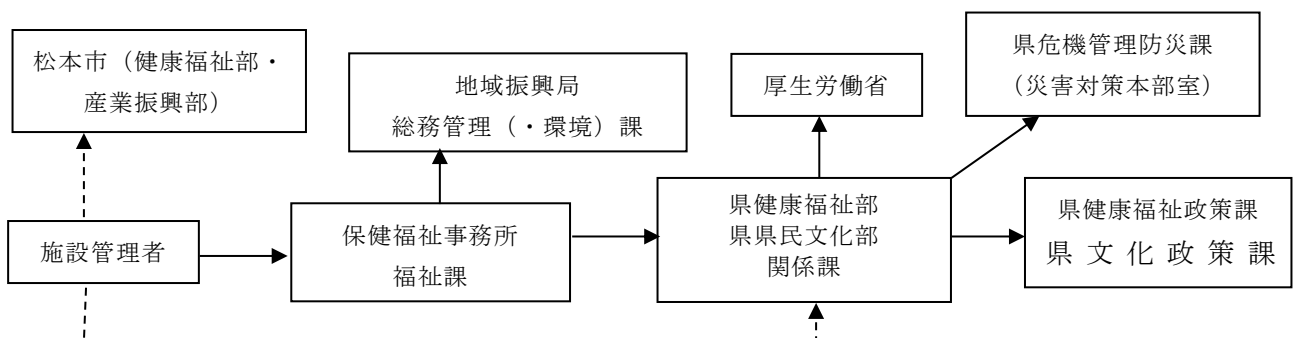 松本市（健康福祉部・
産業振興部）
地域振興局
総務管理（・環境）課
厚生労働省
県危機管理防災課
（災害対策本部室）
施設管理者
保健福祉事務所
福祉課
県健康福祉部
県県民文化部
関係課
県健康福祉政策課
県文化政策課